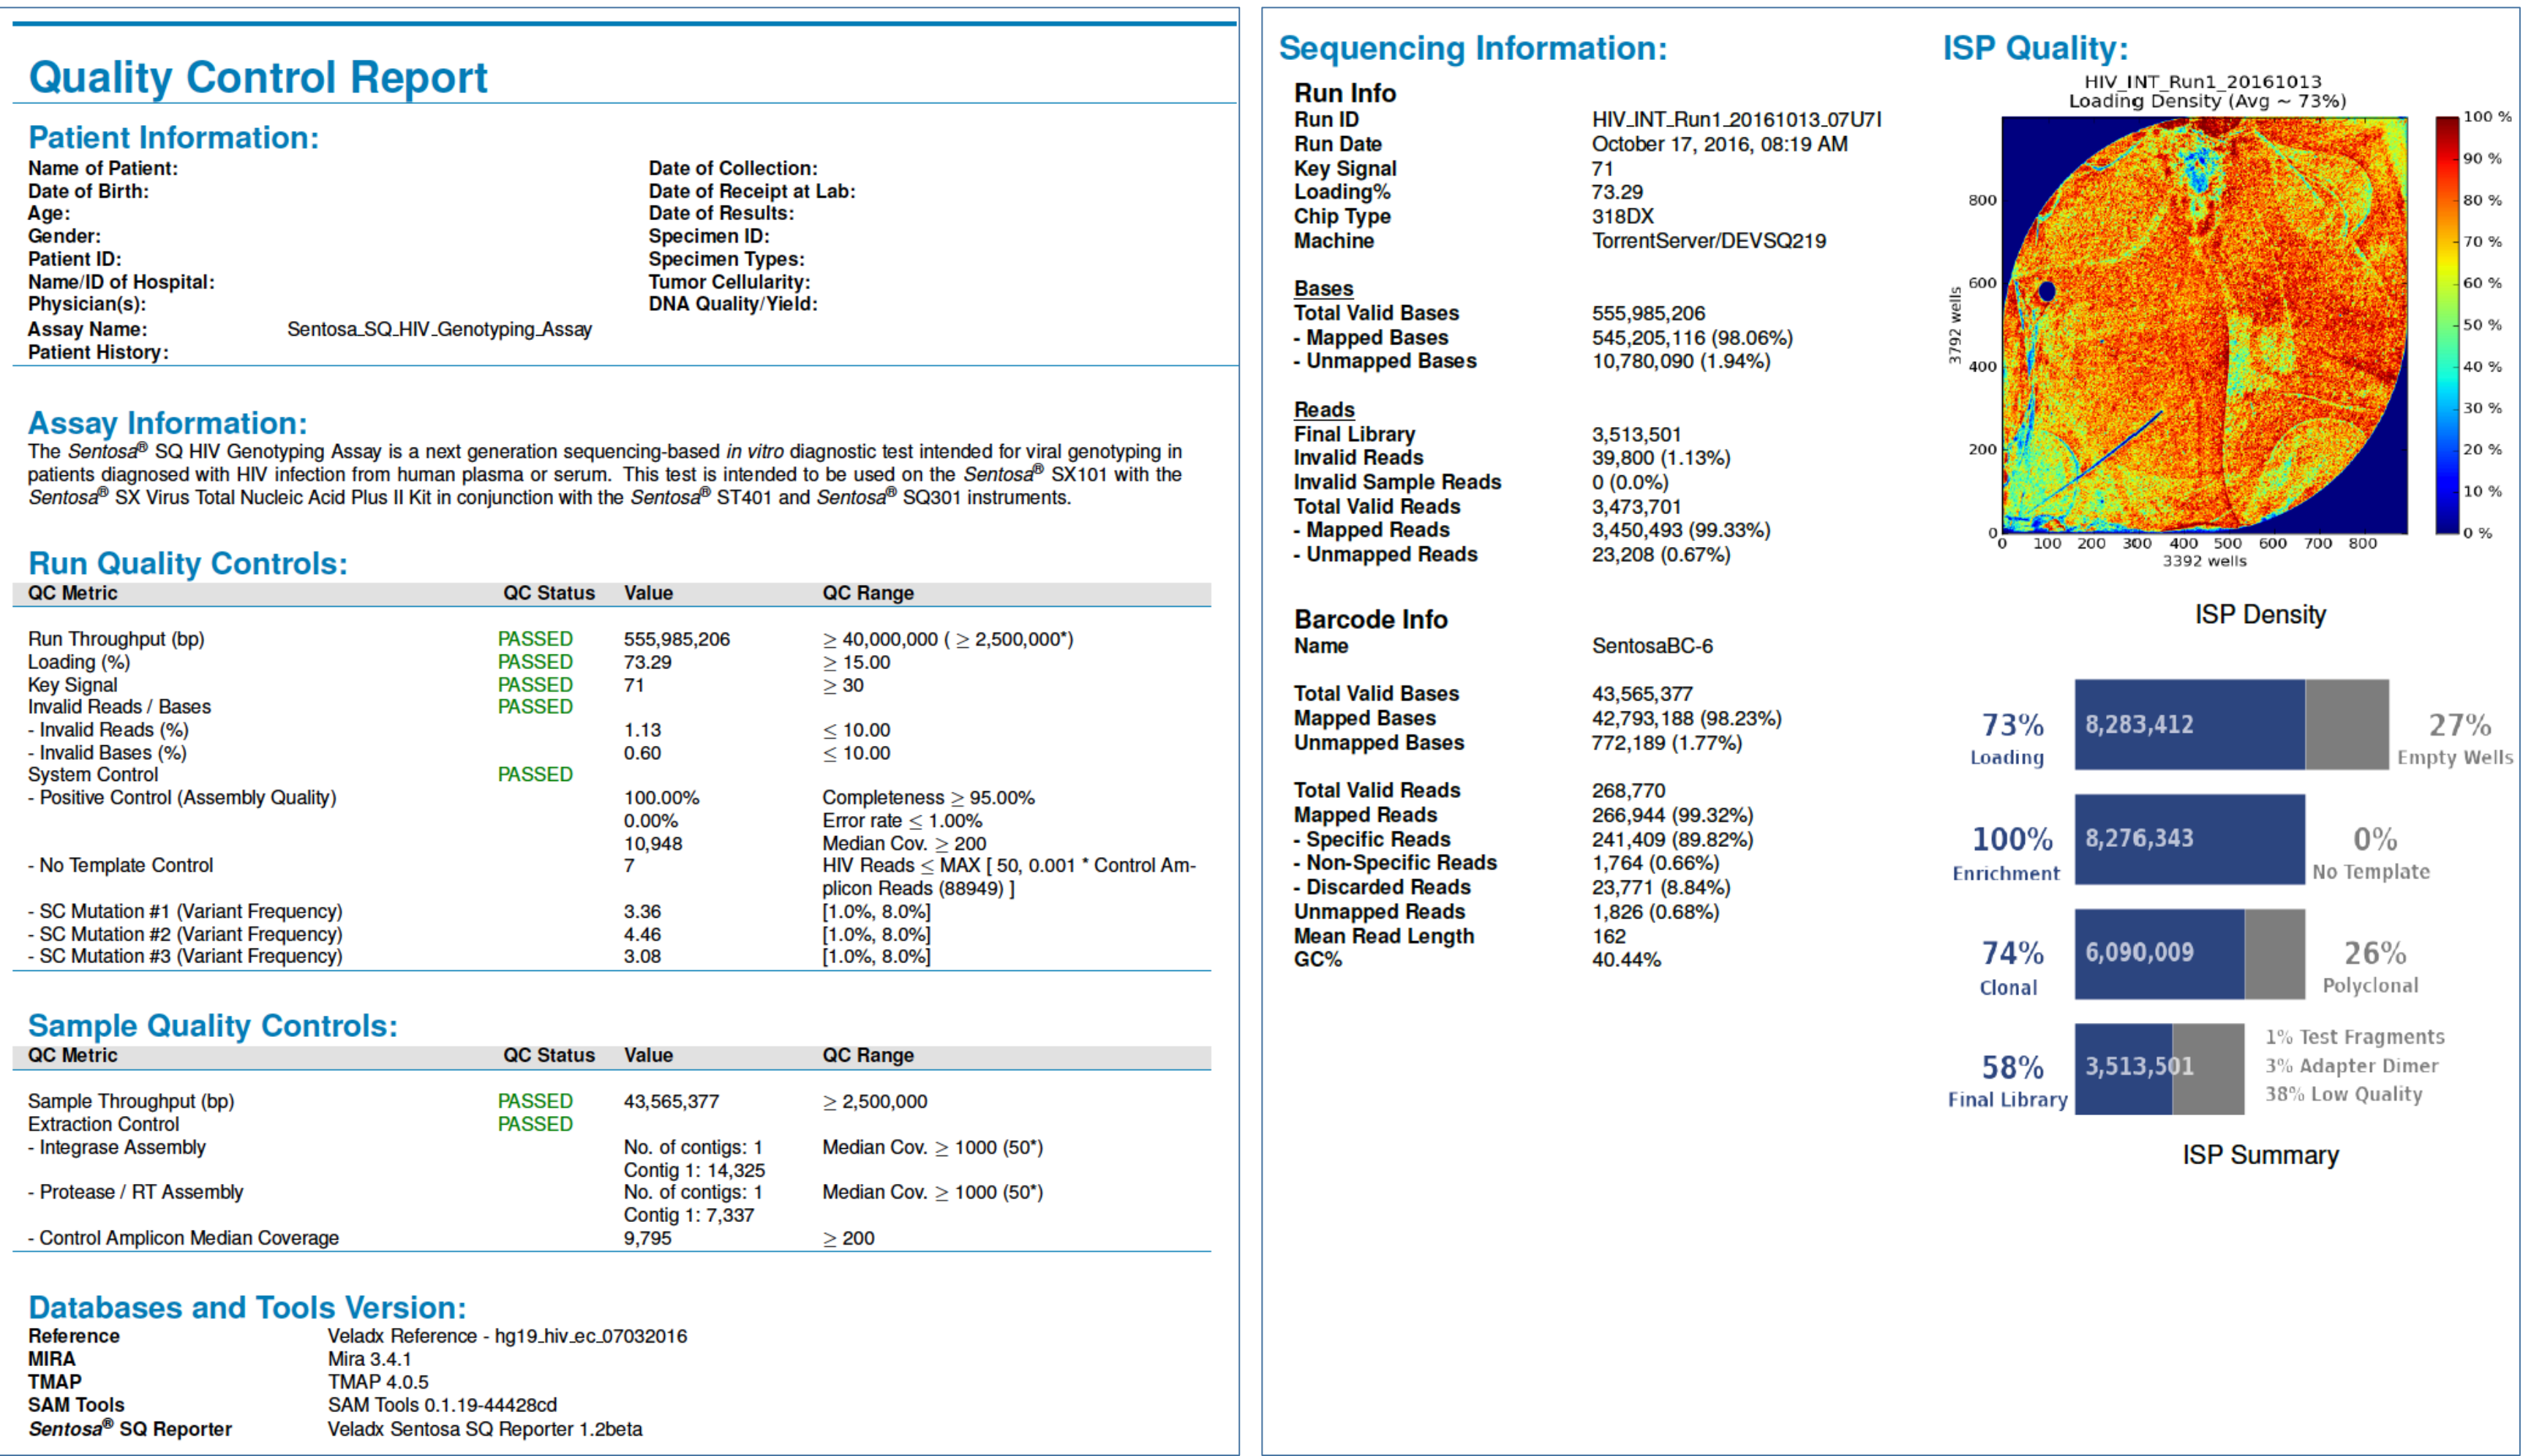 Quality Control Report
Patient Information:
Name of Patient:
Date of Birth:
Age:
Gender:
Patient ID:
Name/ID of Hospital:
Physician(s):
Date of Collection:
Date of Receipt at Lab:
Date of Results:
Specimen ID:
Specimen Types:
Tumor Cellularity:
DNA Quality/Yield:
Assay Name: Sentosa_SQ_HIV_Genotyping_Assay
Patient History:
Assay Information:
The Sentosa® SQ HIV Genotyping Assay is a next generation sequencing-based in vitro diagnostic test intended for viral genotyping in
patients diagnosed with HIV infection from human plasma or serum. This test is intended to be used on the Sentosa® SX101 with the
Sentosa® SX Virus Total Nucleic Acid Plus II Kit in conjunction with the Sentosa® ST401 and Sentosa® SQ301 instruments.
Run Quality Controls:
QC Metric QC Status Value QC Range
Run Throughput (bp) PASSED 555,985,206 ≥ 40,000,000 ( ≥ 2,500,000*)
Loading (%) PASSED 73.29 ≥ 15.00
Key Signal PASSED 71 ≥ 30
Invalid Reads / Bases PASSED
- Invalid Reads (%) 1.13 ≤ 10.00
- Invalid Bases (%) 0.60 ≤ 10.00
System Control PASSED
- Positive Control (Assembly Quality) 100.00% Completeness ≥ 95.00%
0.00% Error rate ≤ 1.00%
10,948 Median Cov. ≥ 200
- No Template Control 7 HIV Reads ≤ MAX [ 50, 0.001 * Control Am-
plicon Reads (88949) ]
- SC Mutation #1 (Variant Frequency) 3.36 [1.0%, 8.0%]
- SC Mutation #2 (Variant Frequency) 4.46 [1.0%, 8.0%]
- SC Mutation #3 (Variant Frequency) 3.08 [1.0%, 8.0%]
Sample Quality Controls:
QC Metric QC Status Value QC Range
Sample Throughput (bp) PASSED 43,565,377 ≥ 2,500,000
Extraction Control PASSED
- Integrase Assembly No. of contigs: 1 Median Cov. ≥ 1000 (50*)
Contig 1: 14,325
- Protease / RT Assembly No. of contigs: 1 Median Cov. ≥ 1000 (50*)
Contig 1: 7,337
- Control Amplicon Median Coverage 9,795 ≥ 200
Databases and Tools Version:
Reference Veladx Reference - hg19_hiv_ec_07032016
MIRA Mira 3.4.1
TMAP TMAP 4.0.5
SAM Tools SAM Tools 0.1.19-44428cd
Sentosa® SQ Reporter Veladx Sentosa SQ Reporter 1.2beta
Sequencing Information:
Run Info
Run ID HIV_INT_Run1_20161013_07U7I
Run Date October 17, 2016, 08:19 AM
Key Signal 71
Loading% 73.29
Chip Type 318DX
Machine TorrentServer/DEVSQ219
Bases
Total Valid Bases 555,985,206
- Mapped Bases 545,205,116 (98.06%)
- Unmapped Bases 10,780,090 (1.94%)
Reads
Final Library 3,513,501
Invalid Reads 39,800 (1.13%)
Invalid Sample Reads 0 (0.0%)
Total Valid Reads 3,473,701
- Mapped Reads 3,450,493 (99.33%)
- Unmapped Reads 23,208 (0.67%)
Barcode Info
Name SentosaBC-6
Total Valid Bases 43,565,377
Mapped Bases 42,793,188 (98.23%)
Unmapped Bases 772,189 (1.77%)
Total Valid Reads 268,770
Mapped Reads 266,944 (99.32%)
- Specific Reads 241,409 (89.82%)
- Non-Specific Reads 1,764 (0.66%)
- Discarded Reads 23,771 (8.84%)
Unmapped Reads 1,826 (0.68%)
Mean Read Length 162
GC% 40.44%
ISP Quality:
HIV_INT_Run1_20161013
Loading Density (Avg ~ 73%)
800
600
400
200
0
3792 wells
0 100 200 300 400 500 600 700 800
3392 wells
100 %
90 %
80 %
70 %
60 %
50 %
40 %
30 %
20 %
10 %
0 %
ISP Density
73% 8,283,412 27%
Loading Empty Wells
100% 8,276,343 0%
Enrichment No Template
74% 6,090,009 26%
Clonal Polyclonal
58% 3,513,501
Final Library
1% Test Fragments
3% Adapter Dimer
38% Low Quality
ISP Summary